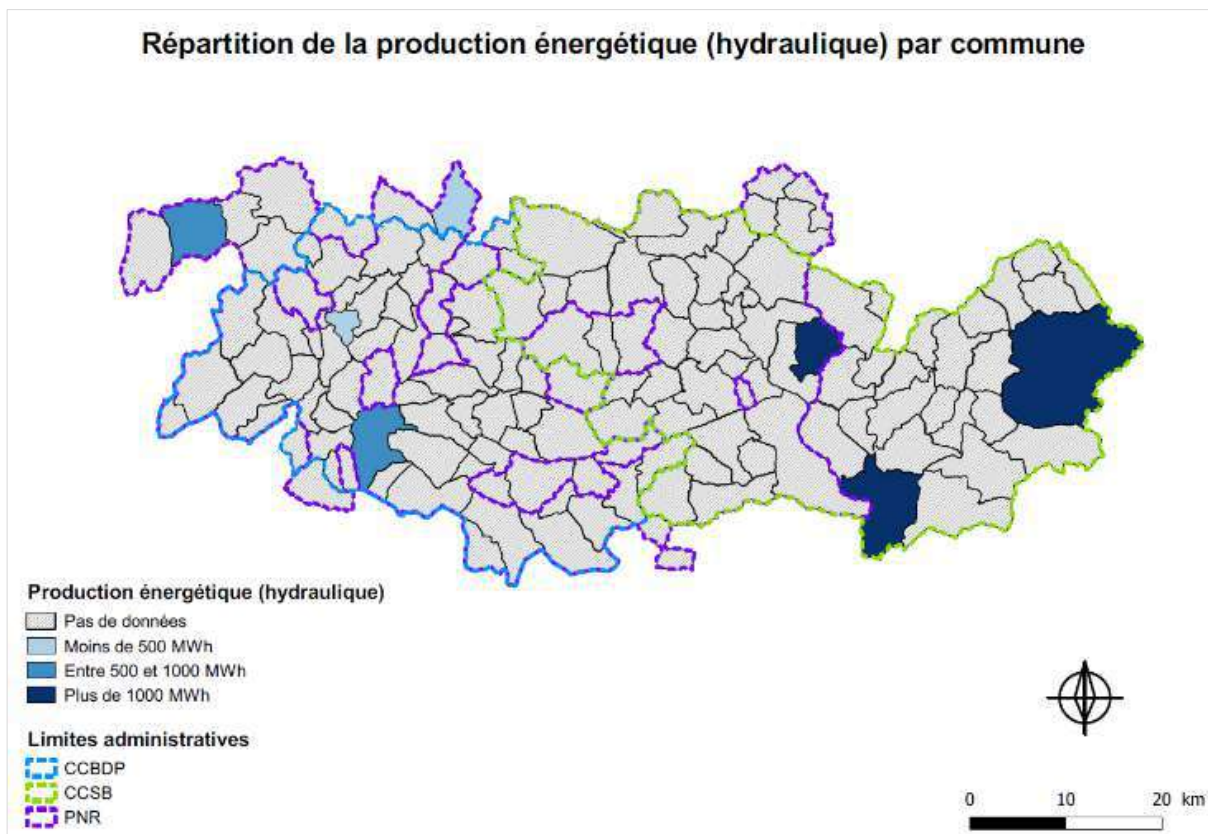 Répartition de la production énergétique (hydraulique) par commune
Production énergétique (hydraulique)
Pas de données
Moins de 500 MWh
Entre 500 et 1000 MWh
Plus de 1000 MWh
Limites administratives
CCBDP
CCSB
PNR
0 10 20 km